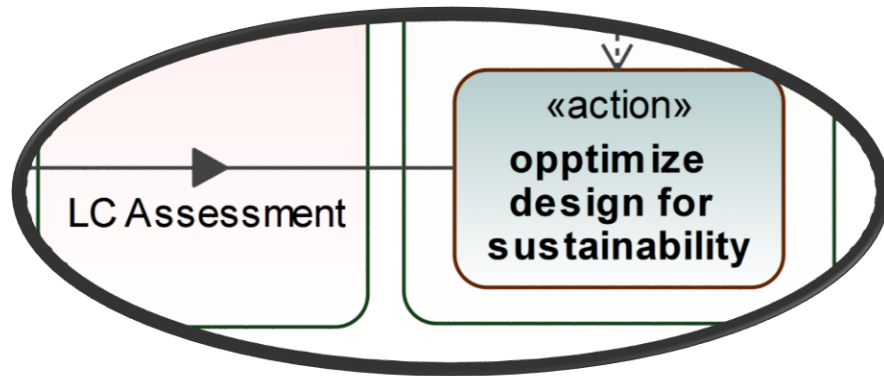 «action»
opptimize
design for
sustainability
LC Assessment